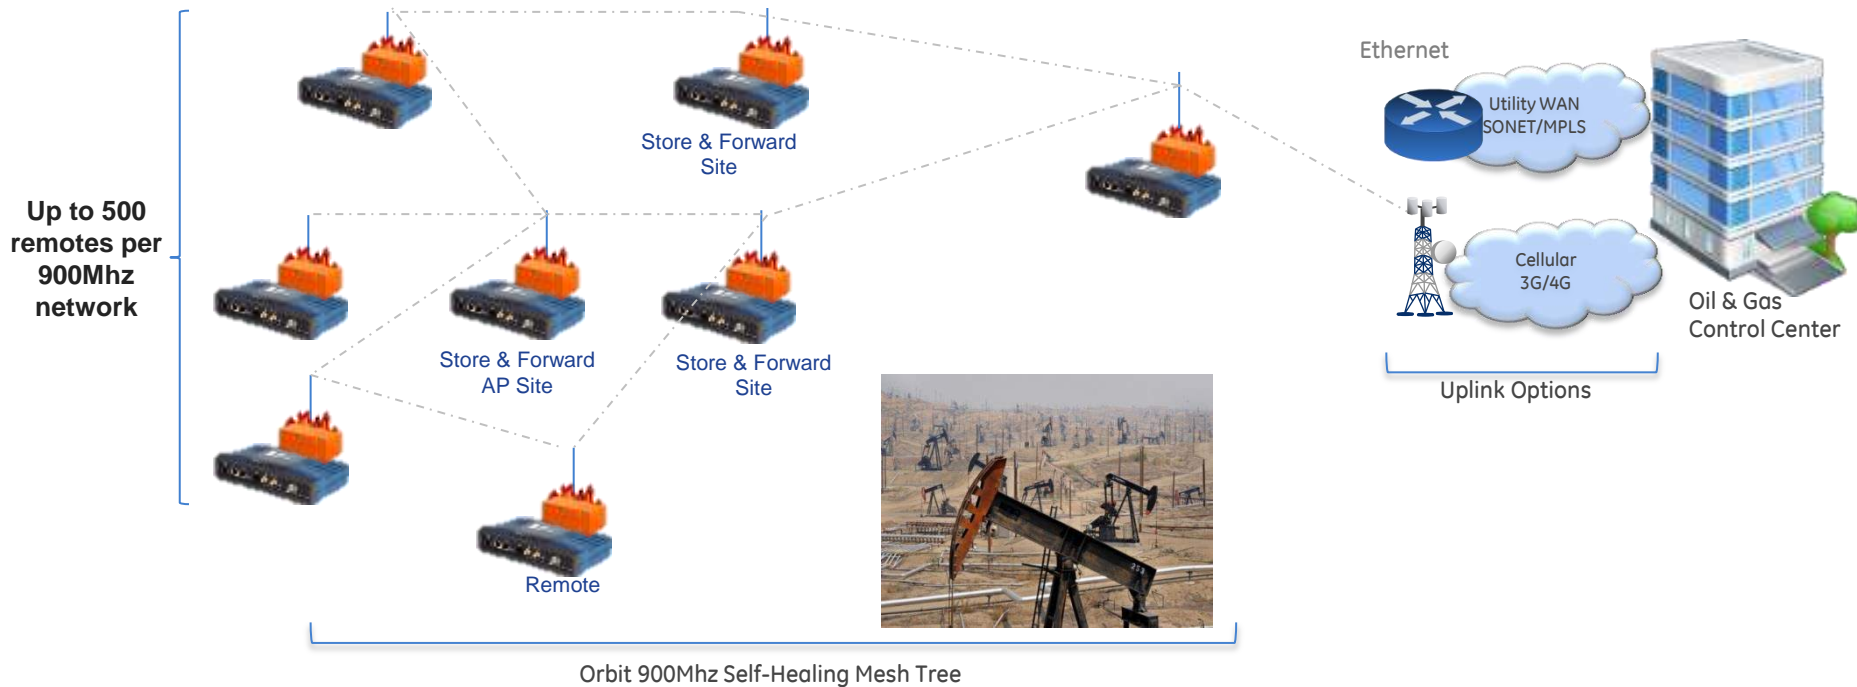 Ethernet
Utility WAN
SONET/MPLS
Store & Forward
Site
Up to 500
remotes per
900Mhz
network
Cellular
3G/4G
Oil & Gas
Control Center
Store & Forward
AP Site
Store & Forward
Site
Uplink Options
Remote
Orbit 900Mhz Self-Healing Mesh Tree